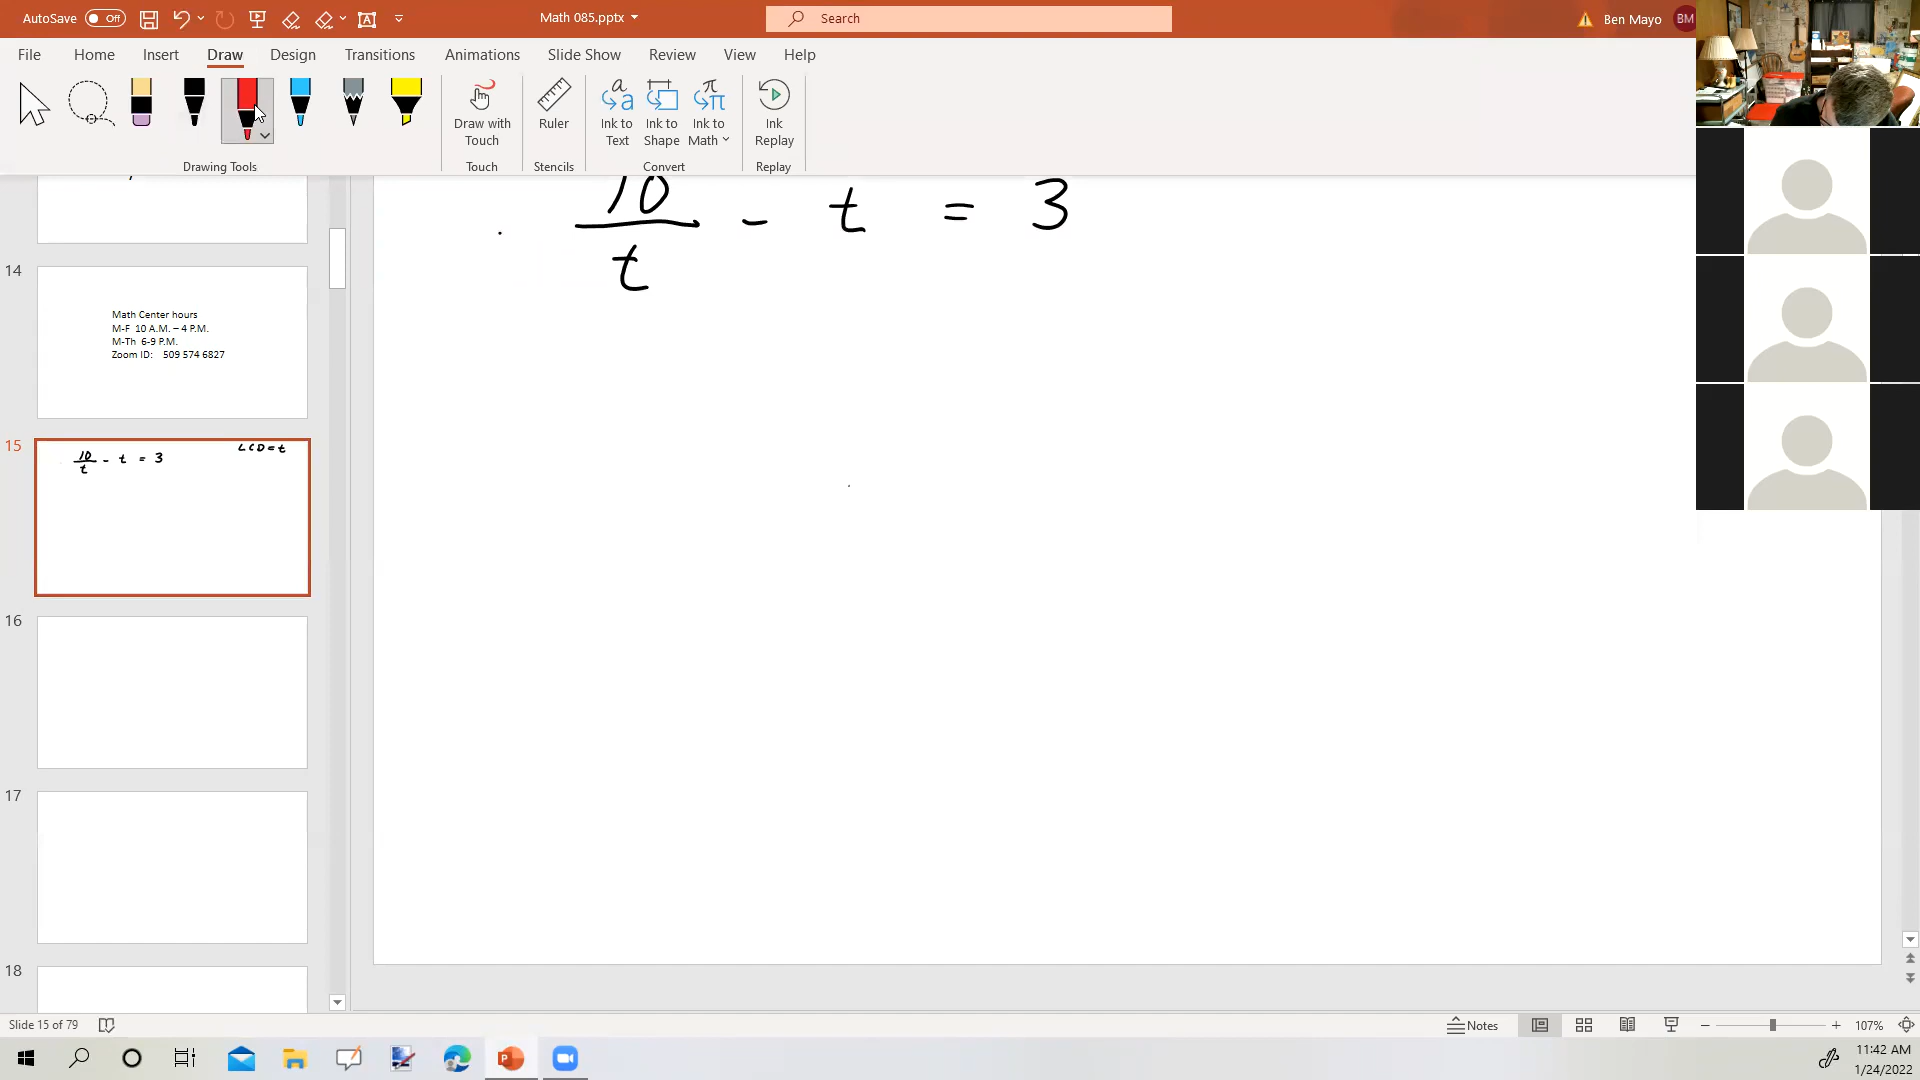 AutoSave Off Math 085.pptx Search Ben Mayo BM
File Home Insert Draw Design Transitions Animations Slide Show Review View Help
Draw with Touch
Ruler
Ink to Text
Ink to Shape
Ink to Math
Ink Replay
Drawing Tools Touch Stencils Convert Replay
14
Math Center hours
M-F 10 A.M. – 4 P.M.
M-Th 6-9 P.M.
Zoom ID: 509 574 6827
15
10/t - t = 3 LCD = t
16
17
18
10/t - t = 3
Slide 15 of 79 Notes 107%
11:42 AM
1/24/2022